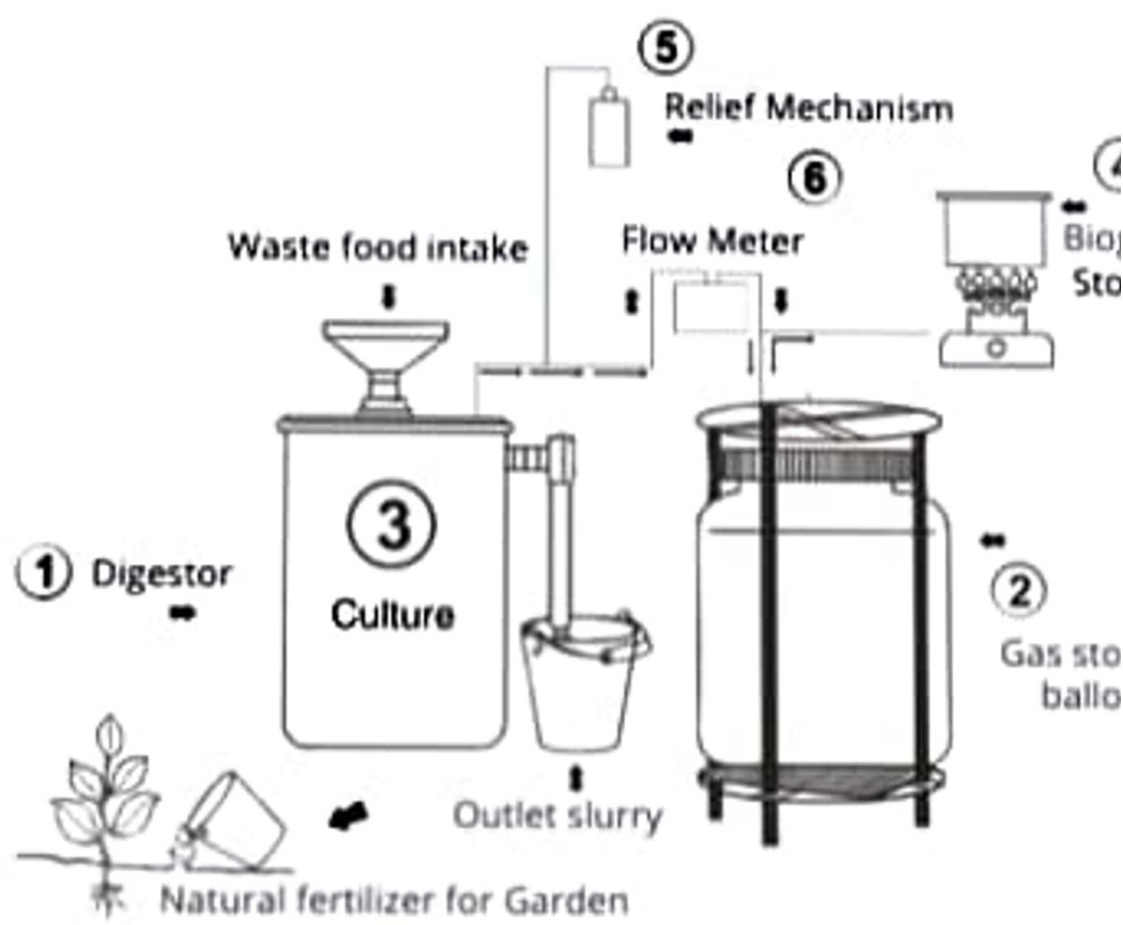 5
Relief Mechanism
6
Flow Meter
Waste food intake
3
Culture
1 Digestor
2
Gas
Outlet slurry
Natural fertilizer for Garden